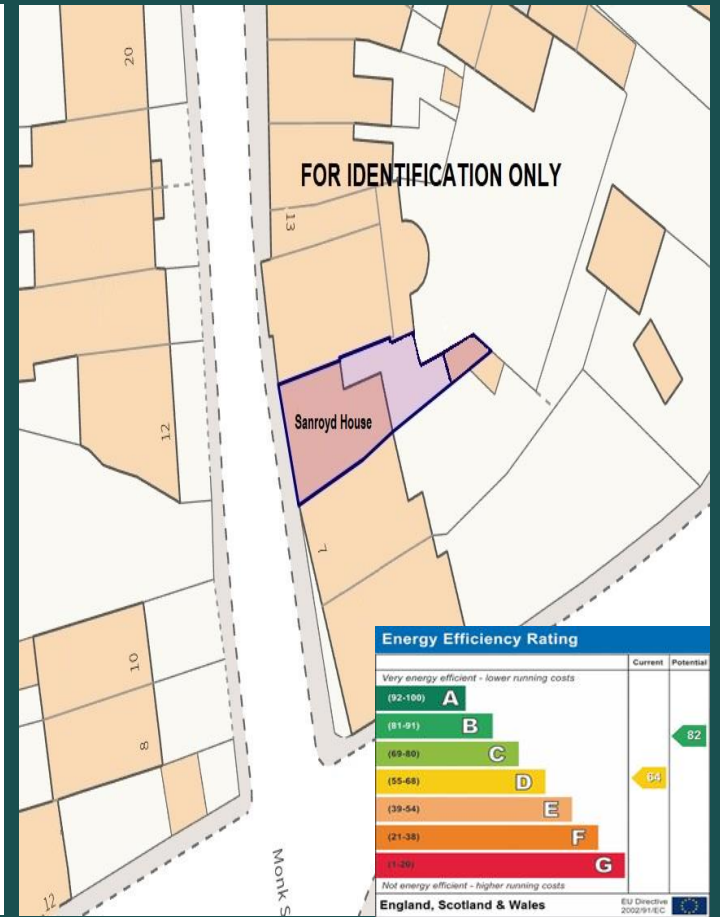 20
FOR IDENTIFICATION ONLY
13
Sanroyd House
12
7
10
8
12
Monk S
Energy Efficiency Rating
Current Potential
Very energy efficient - lower running costs
(92-100) A
(81-91) B
82
(69-80) C
(55-68) D
64
(39-54) E
(21-38) F
(1-20) G
Not energy efficient - higher running costs
England, Scotland & Wales
EU Directive
2002/91/EC